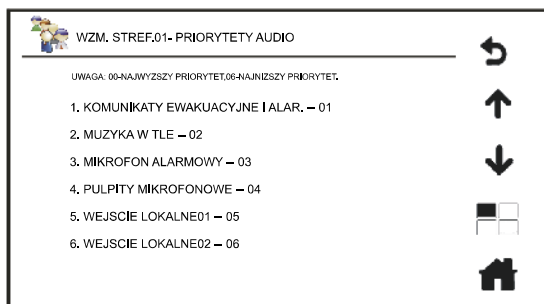 WZM. STREF.01- PRIORYTETY AUDIO
UWAGA: 00-NAJWYZSZY PRIORYTET,06-NAJNIZSZY PRIORYTET.
1. KOMUNIKATY EWAKUACYJNE I ALAR. – 01
2. MUZYKA W TLE – 02
3. MIKROFON ALARMOWY – 03
4. PULPITY MIKROFONOWE – 04
5. WEJSCIE LOKALNE01 – 05
6. WEJSCIE LOKALNE02 – 06